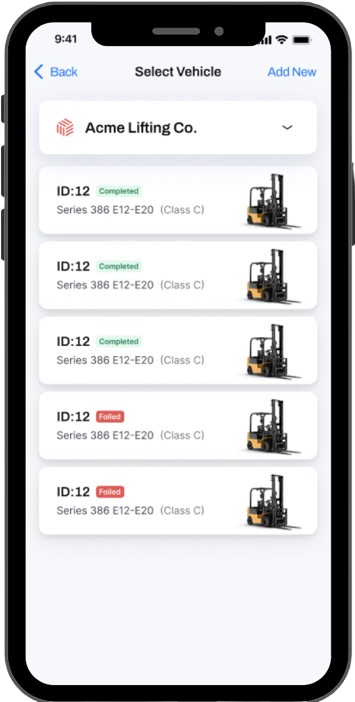 9:41
Back Select Vehicle Add New
Acme Lifting Co.
ID:12 Completed
Series 386 E12-E20 (Class C)
ID:12 Completed
Series 386 E12-E20 (Class C)
ID:12 Completed
Series 386 E12-E20 (Class C)
ID:12 Failed
Series 386 E12-E20 (Class C)
ID:12 Failed
Series 386 E12-E20 (Class C)